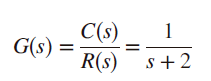 G(s) = C(s)/R(s) = 1/(s + 2)